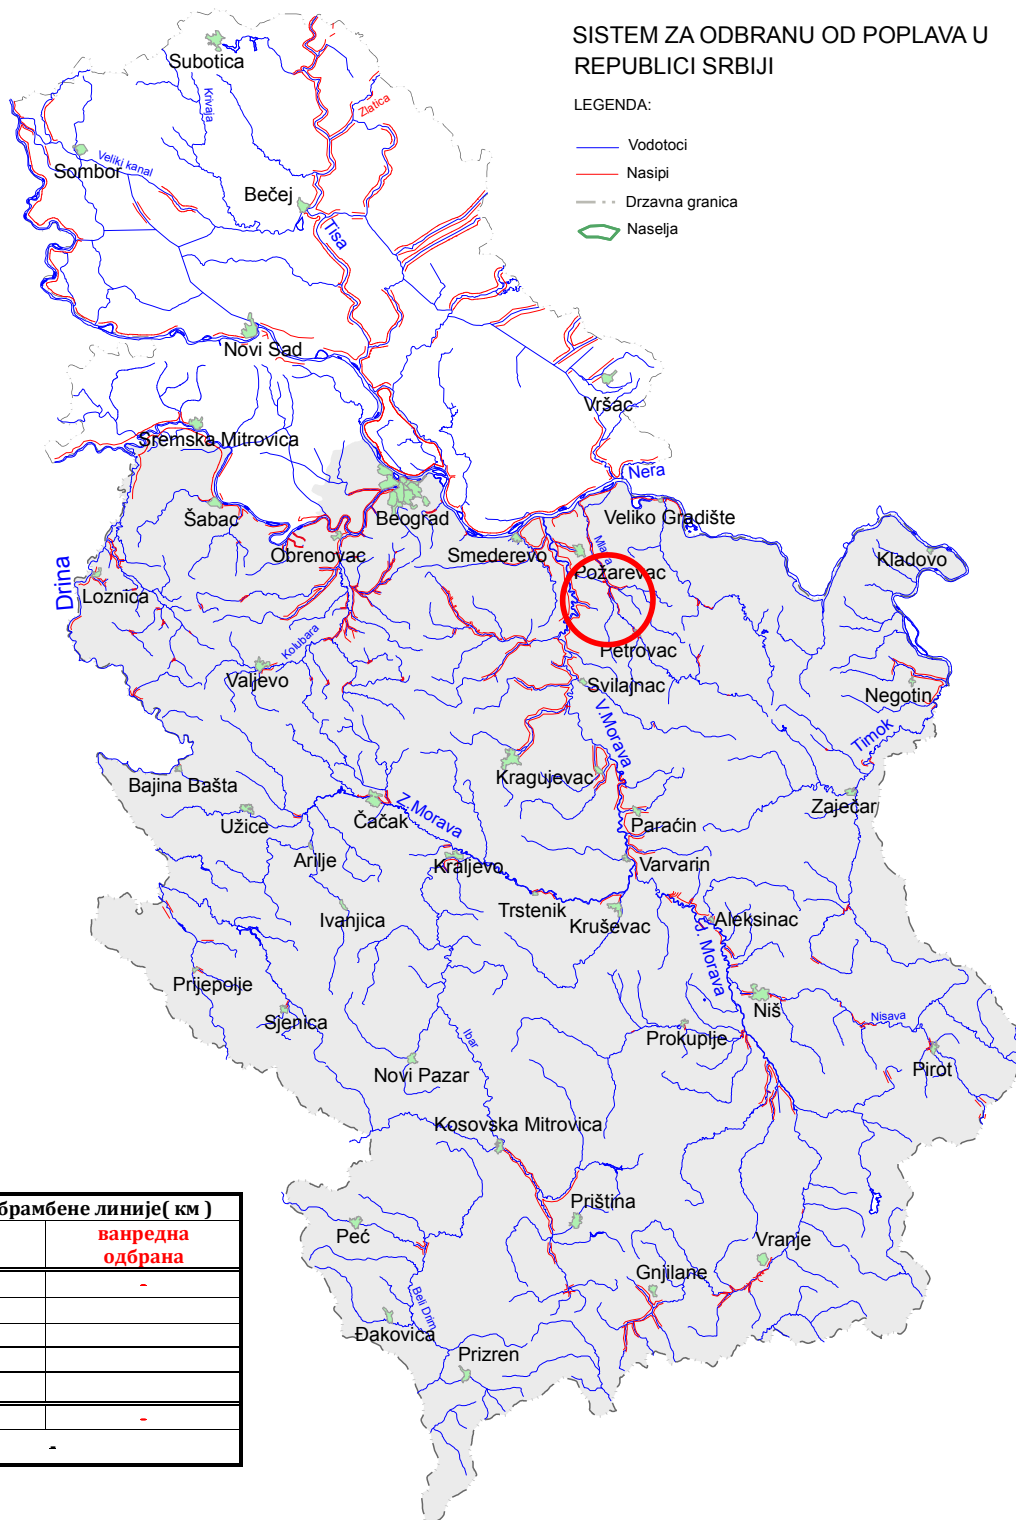 SISTEM ZA ODBRANU OD POPLAVA U
REPUBLICI SRBIJI
LEGENDA:
Vodotoci
Nasipi
Drzavna granica
Naselja
Subotica
Krivaja
Zlatica
Sombor
Veliki kanal
Bečej
Tisa
Novi Sad
Vršac
Sremska Mitrovica
Nera
Šabac
Beograd
Veliko Gradište
Obrenovac
Smederevo
Kladovo
Drina
Loznica
Požarevac
Kolubara
Petrovac
Valjevo
Svilajnac
Negotin
V.Morava
Timok
Kragujevac
Bajina Bašta
Zaječar
Užice
Čačak
Z.Morava
Paraćin
Arilje
Kraljevo
Varvarin
Ivanjica
Trstenik
Kruševac
Aleksinac
J. Morava
Prijepolje
Sjenica
Niš
Nisava
Ibar
Prokuplje
Pirot
Novi Pazar
Kosovska Mitrovica
Priština
Peć
Vranje
Gnjilane
Beli Drim
Đakovica
Prizren
брамбене линије( км )
ванредна
одбрана
-
-
-